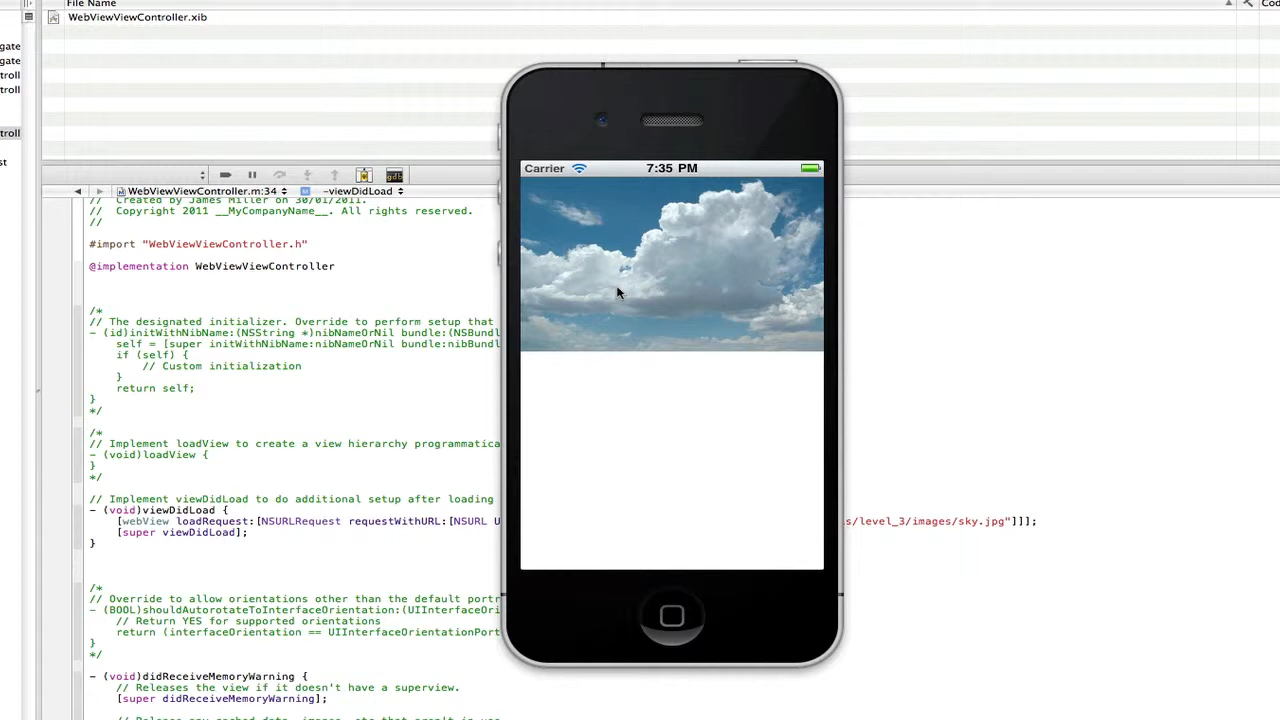 File Name
Cod
WebViewViewController.xib
gate
gate
troll
troll
troll
st
Carrier 7:35 PM
gdb
WebViewViewController.m:34 -viewDidLoad
//  Created by James Miller on 30/01/2011.
//  Copyright 2011 __MyCompanyName__. All rights reserved.
//
#import "WebViewViewController.h"
@implementation WebViewViewController
/*
// The designated initializer. Override to perform setup that
- (id)initWithNibName:(NSString *)nibNameOrNil bundle:(NSBund
self = [super initWithNibName:nibNameOrNil bundle:nibBun
if (self) {
// Custom initialization
}
return self;
}
*/
/*
// Implement loadView to create a view hierarchy programmatica
- (void)loadView {
}
*/
// Implement viewDidLoad to do additional setup after loading
- (void)viewDidLoad {
[webView loadRequest:[NSURLRequest requestWithURL:[NSURL U s/level_3/images/sky.jpg"]]];
[super viewDidLoad];
}
/*
// Override to allow orientations other than the default portr
- (BOOL)shouldAutorotateToInterfaceOrientation:(UIInterfaceOri
// Return YES for supported orientations
return (interfaceOrientation == UIInterfaceOrientationPort
}
*/
- (void)didReceiveMemoryWarning {
// Releases the view if it doesn't have a superview.
[super didReceiveMemoryWarning];